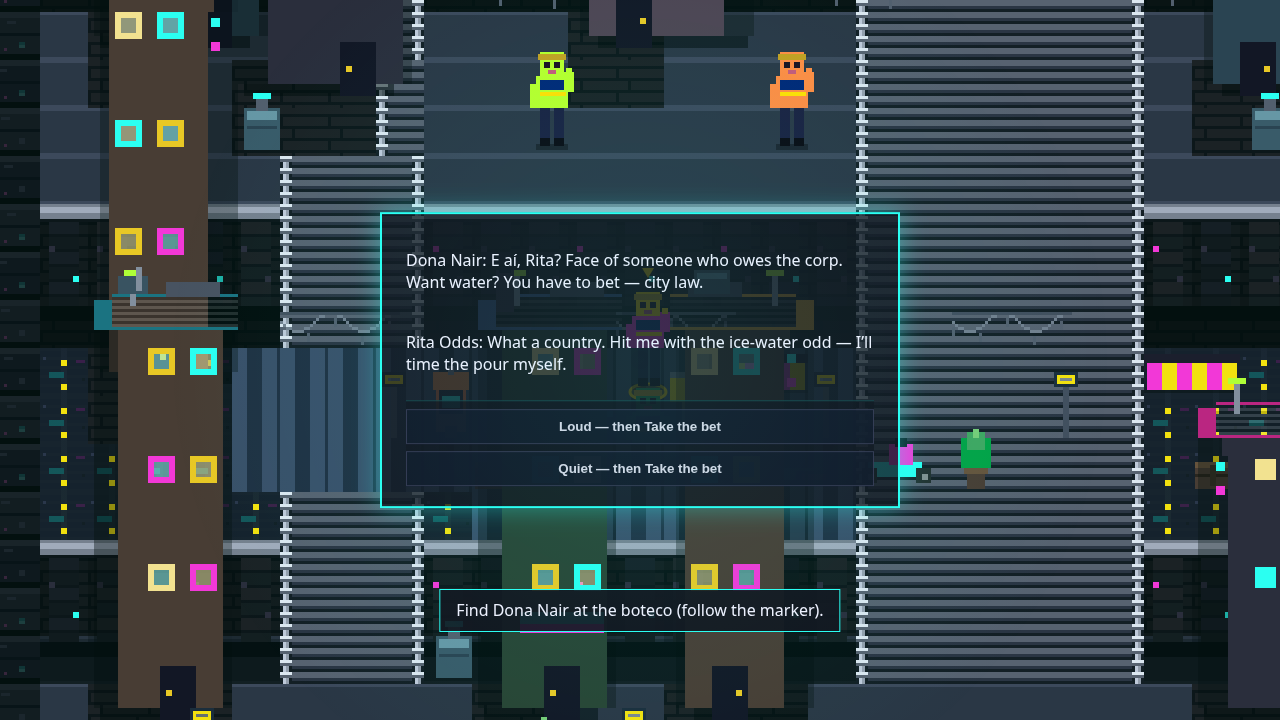 Dona Nair: E aí, Rita? Face of someone who owes the corp.
Want water? You have to bet — city law.
Rita Odds: What a country. Hit me with the ice-water odd — I'll
time the pour myself.
Loud — then Take the bet
Quiet — then Take the bet
Find Dona Nair at the boteco (follow the marker).